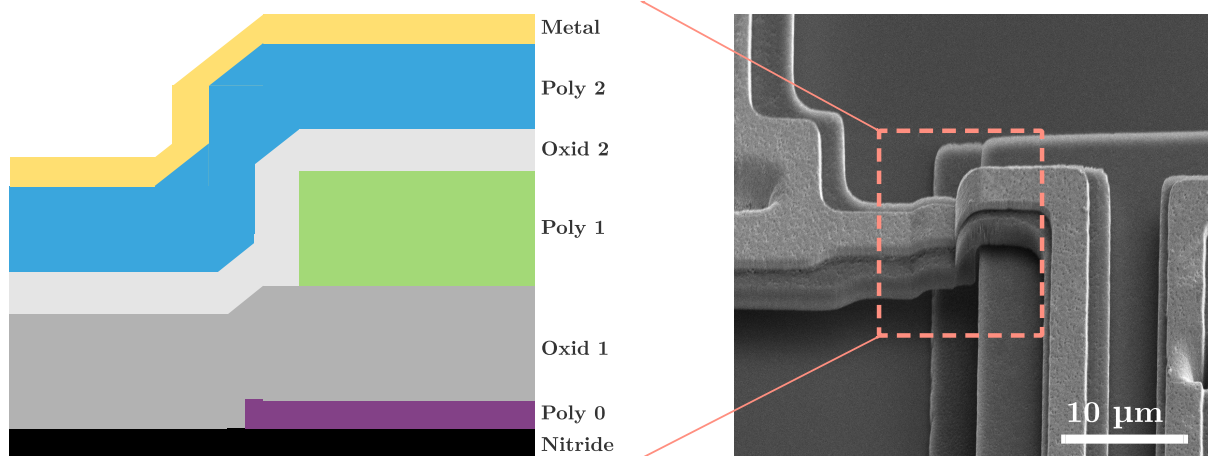 Metal
Poly 2
Oxid 2
Poly 1
Oxid 1
Poly 0
Nitride
10 μm